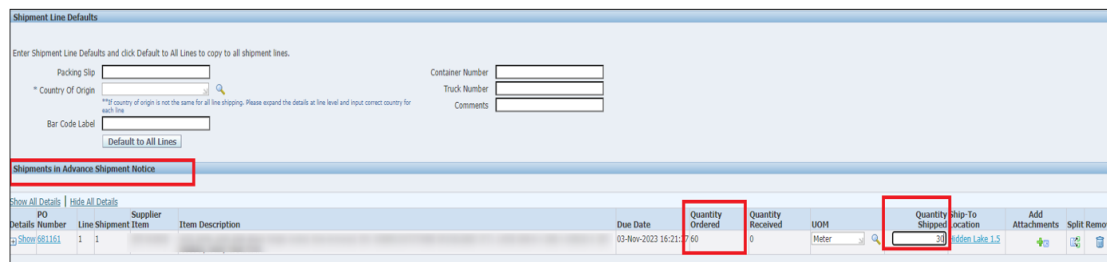 Shipment Line Defaults
Enter Shipment Line Defaults and click Default to All Lines to copy to all shipment lines.
Packing Slip
Container Number
* Country Of Origin
Truck Number
**If country of origin is not the same for all line shipping. Please expand the details at line level and input correct country for
each line
Comments
Bar Code Label
Default to All Lines
Shipments in Advance Shipment Notice
Show All Details | Hide All Details
Details PO Number Line Shipment Supplier Item Item Description Due Date Quantity Ordered Quantity Received UOM Quantity Shipped Ship-To Location Add Attachments Split Remov
Show 681161 1 1 03-Nov-2023 16:21: 60 0 Meter 30 Hidden Lake 1.5